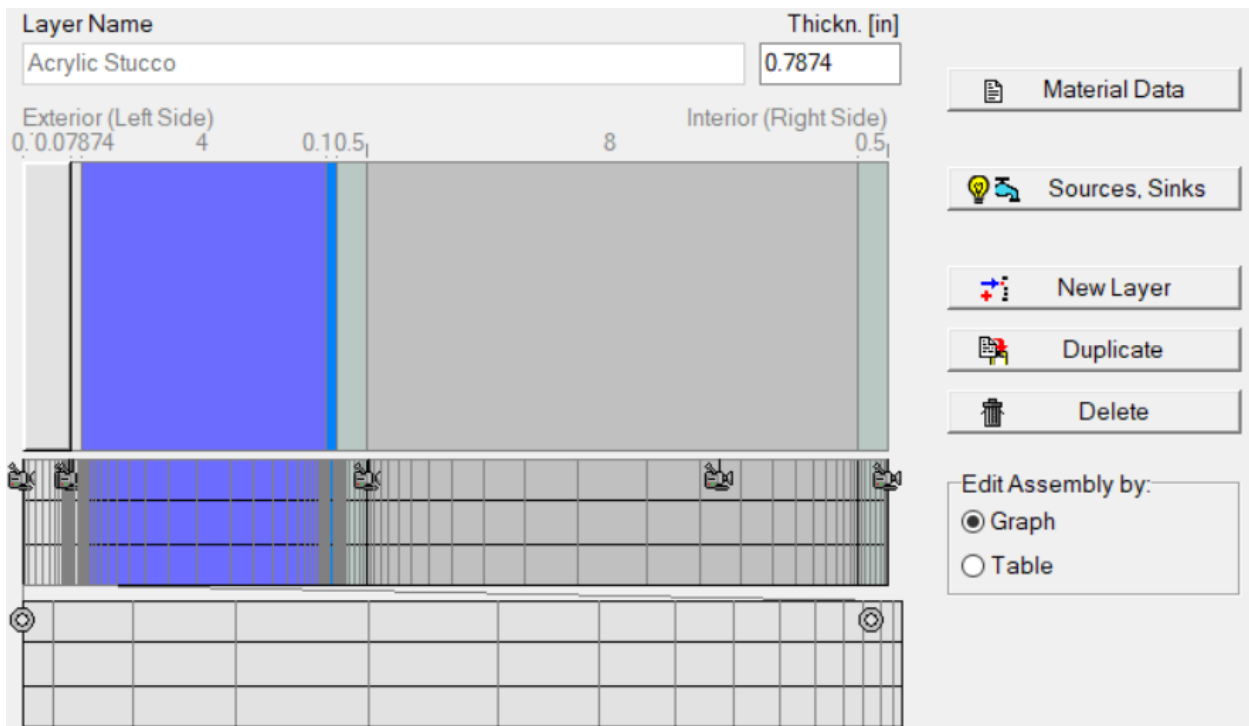 Layer Name Thickn. [in]
Acrylic Stucco 0.7874
Material Data
Exterior (Left Side) Interior (Right Side)
0. 0.07874 4 0.1 0.5 8 0.5
Sources, Sinks
New Layer
Duplicate
Delete
Edit Assembly by:
Graph
Table